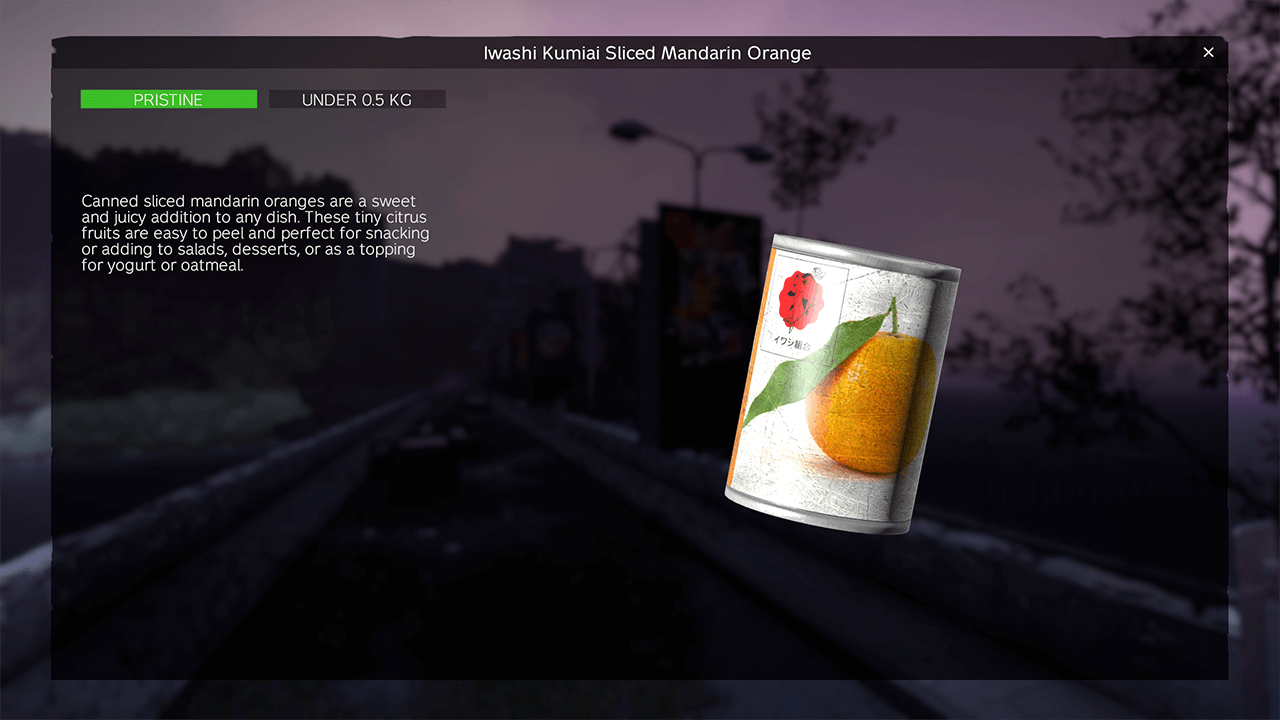 Iwashi Kumiai Sliced Mandarin Orange
PRISTINE
UNDER 0.5 KG
Canned sliced mandarin oranges are a sweet
and juicy addition to any dish. These tiny citrus
fruits are easy to peel and perfect for snacking
or adding to salads, desserts, or as a topping
for yogurt or oatmeal.
イワシ組合